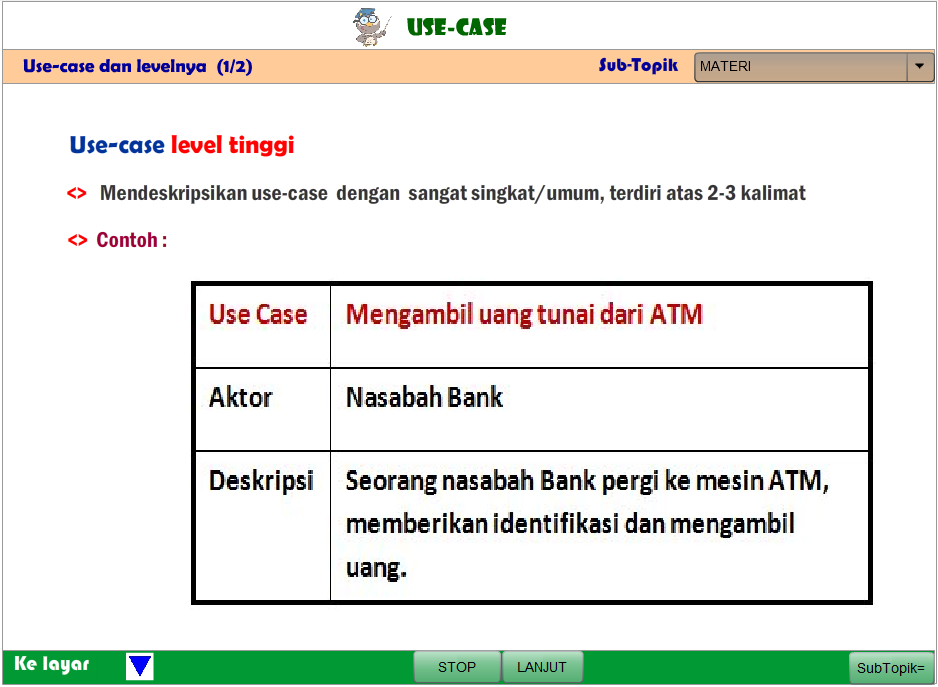 USE-CASE
Use-case dan levelnya (1/2)
Sub-Topik
MATERI
Use-case level tinggi
<> Mendeskripsikan use-case dengan sangat singkat/umum, terdiri atas 2-3 kalimat
<> Contoh :
Use Case Mengambil uang tunai dari ATM
Aktor Nasabah Bank
Deskripsi Seorang nasabah Bank pergi ke mesin ATM,
memberikan identifikasi dan mengambil
uang.
Ke layar
STOP
LANJUT
SubTopik=